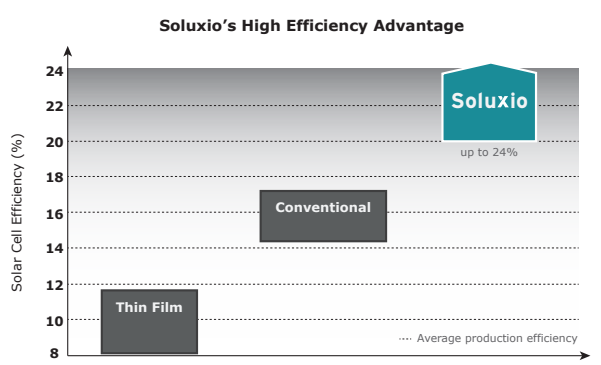 Soluxio's High Efficiency Advantage
Solar Cell Efficiency (%)
24
22
20
18
16
14
12
10
8
Soluxio
up to 24%
Conventional
Thin Film
Average production efficiency